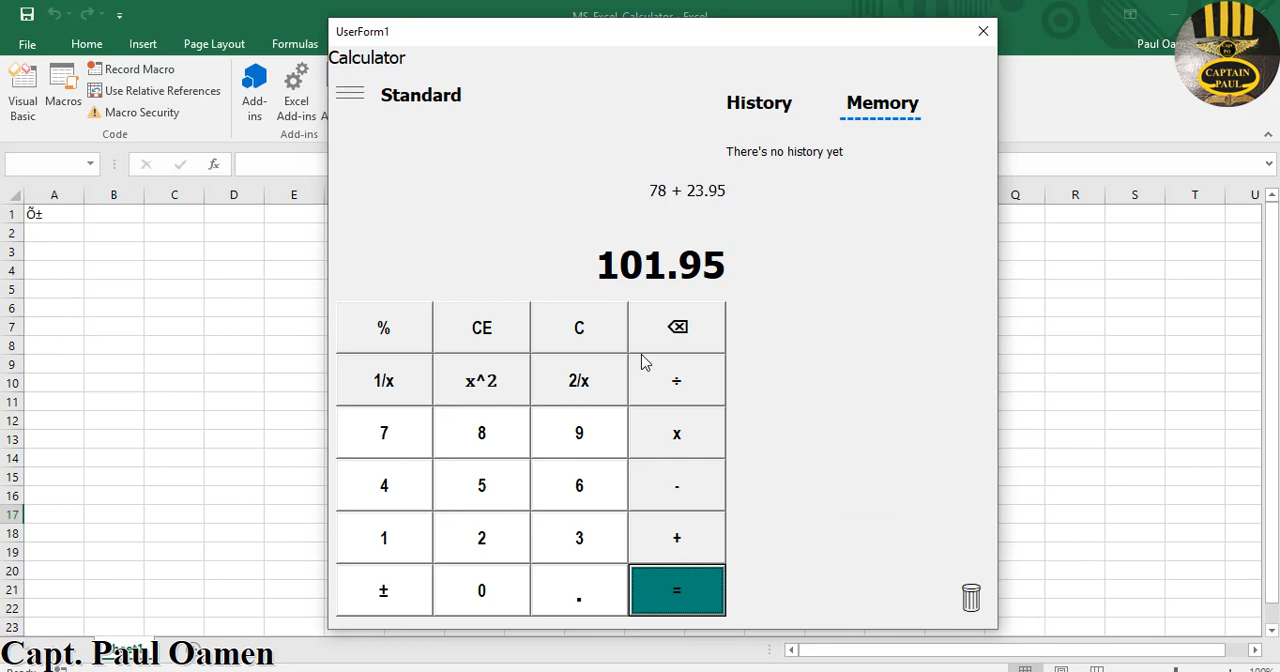 MS_Excel_Calculator - Excel
File Home Insert Page Layout Formulas
Paul Oa
CAPTAIN
PAUL
Visual
Basic
Macros
Record Macro
Use Relative References
Macro Security
Code
Add-
ins
Excel
Add-ins
Add-ins
fx
A B C D E Q R S T U
1 2 3 4 5 6 7 8 9 10 11 12 13 14 15 16 17 18 19 20 21 22 23
Õ±
UserForm1
Calculator
Standard
History Memory
There's no history yet
78 + 23.95
101.95
% CE C
1/x x^2 2/x ÷
7 8 9 x
4 5 6 -
1 2 3 +
± 0 . =
Capt. Paul Oamen